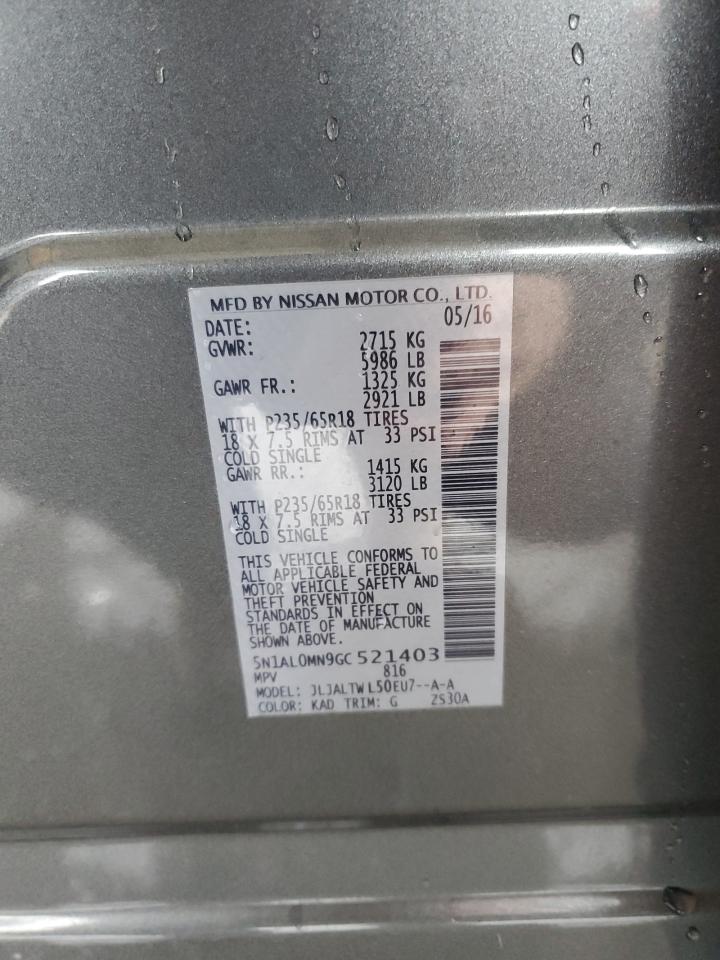 MFD BY NISSAN MOTOR CO., LTD.
DATE: 05/16
GVWR: 2715 KG
5986 LB
GAWR FR.: 1325 KG
2921 LB
WITH P235/65R18 TIRES
18 X 7.5 RIMS AT 33 PSI
COLD SINGLE
GAWR RR.: 1415 KG
3120 LB
WITH P235/65R18 TIRES
18 X 7.5 RIMS AT 33 PSI
COLD SINGLE
THIS VEHICLE CONFORMS TO
ALL APPLICABLE FEDERAL
MOTOR VEHICLE SAFETY AND
THEFT PREVENTION
STANDARDS IN EFFECT ON
THE DATE OF MANUFACTURE
SHOWN ABOVE.
5N1AL0MN9GC521403
MPV 816
MODEL: JLJALTWL50EU7--A-A
COLOR: KAD TRIM: G ZS30A